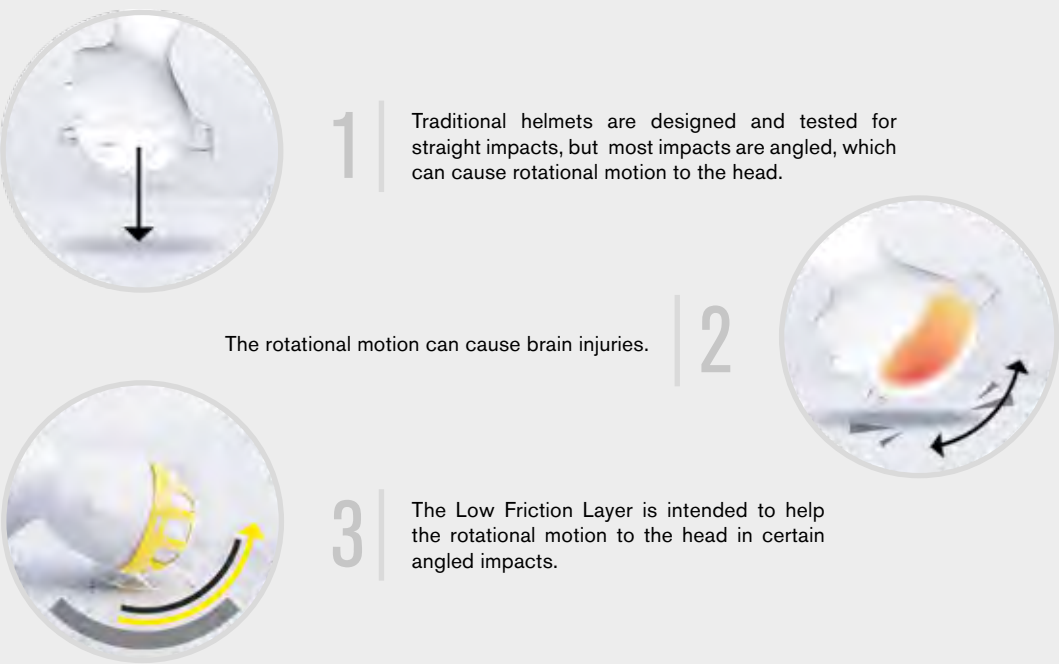 1
Traditional helmets are designed and tested for
straight impacts, but most impacts are angled, which
can cause rotational motion to the head.
The rotational motion can cause brain injuries.
2
3
The Low Friction Layer is intended to help
the rotational motion to the head in certain
angled impacts.